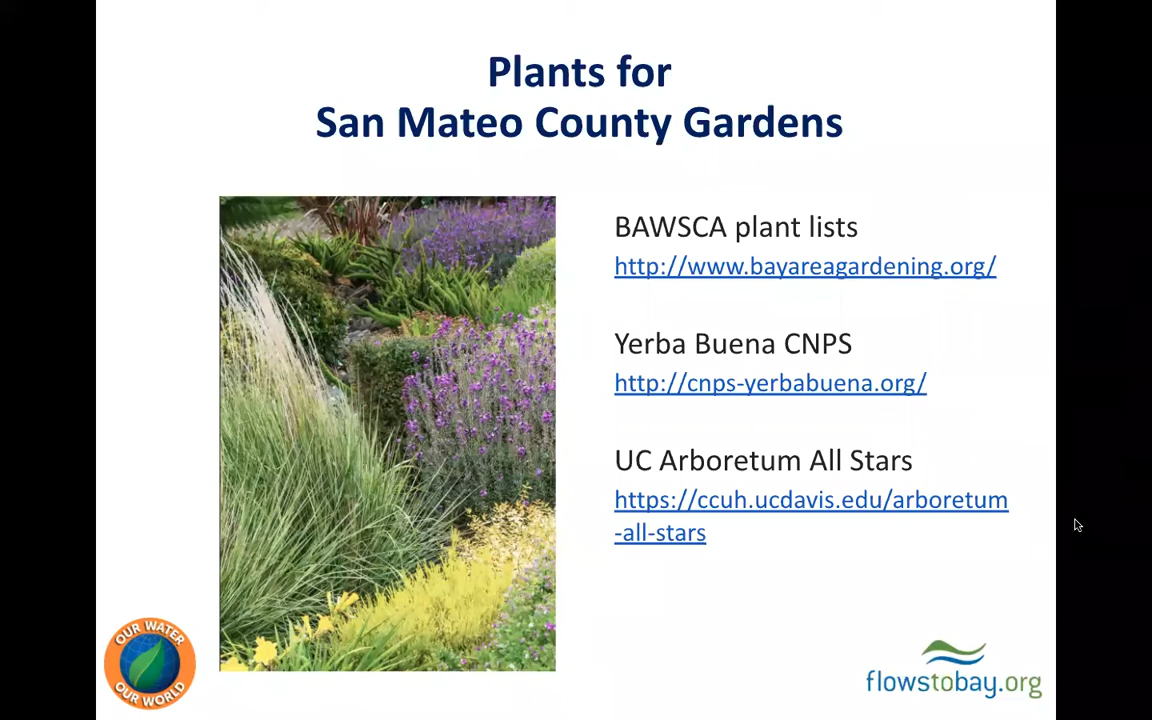 Plants for
San Mateo County Gardens
BAWSCA plant lists
http://www.bayareagardening.org/
Yerba Buena CNPS
http://cnps-yerbabuena.org/
UC Arboretum All Stars
https://ccuh.ucdavis.edu/arboretum
-all-stars
OUR WATER
OUR WORLD
flowstobay.org